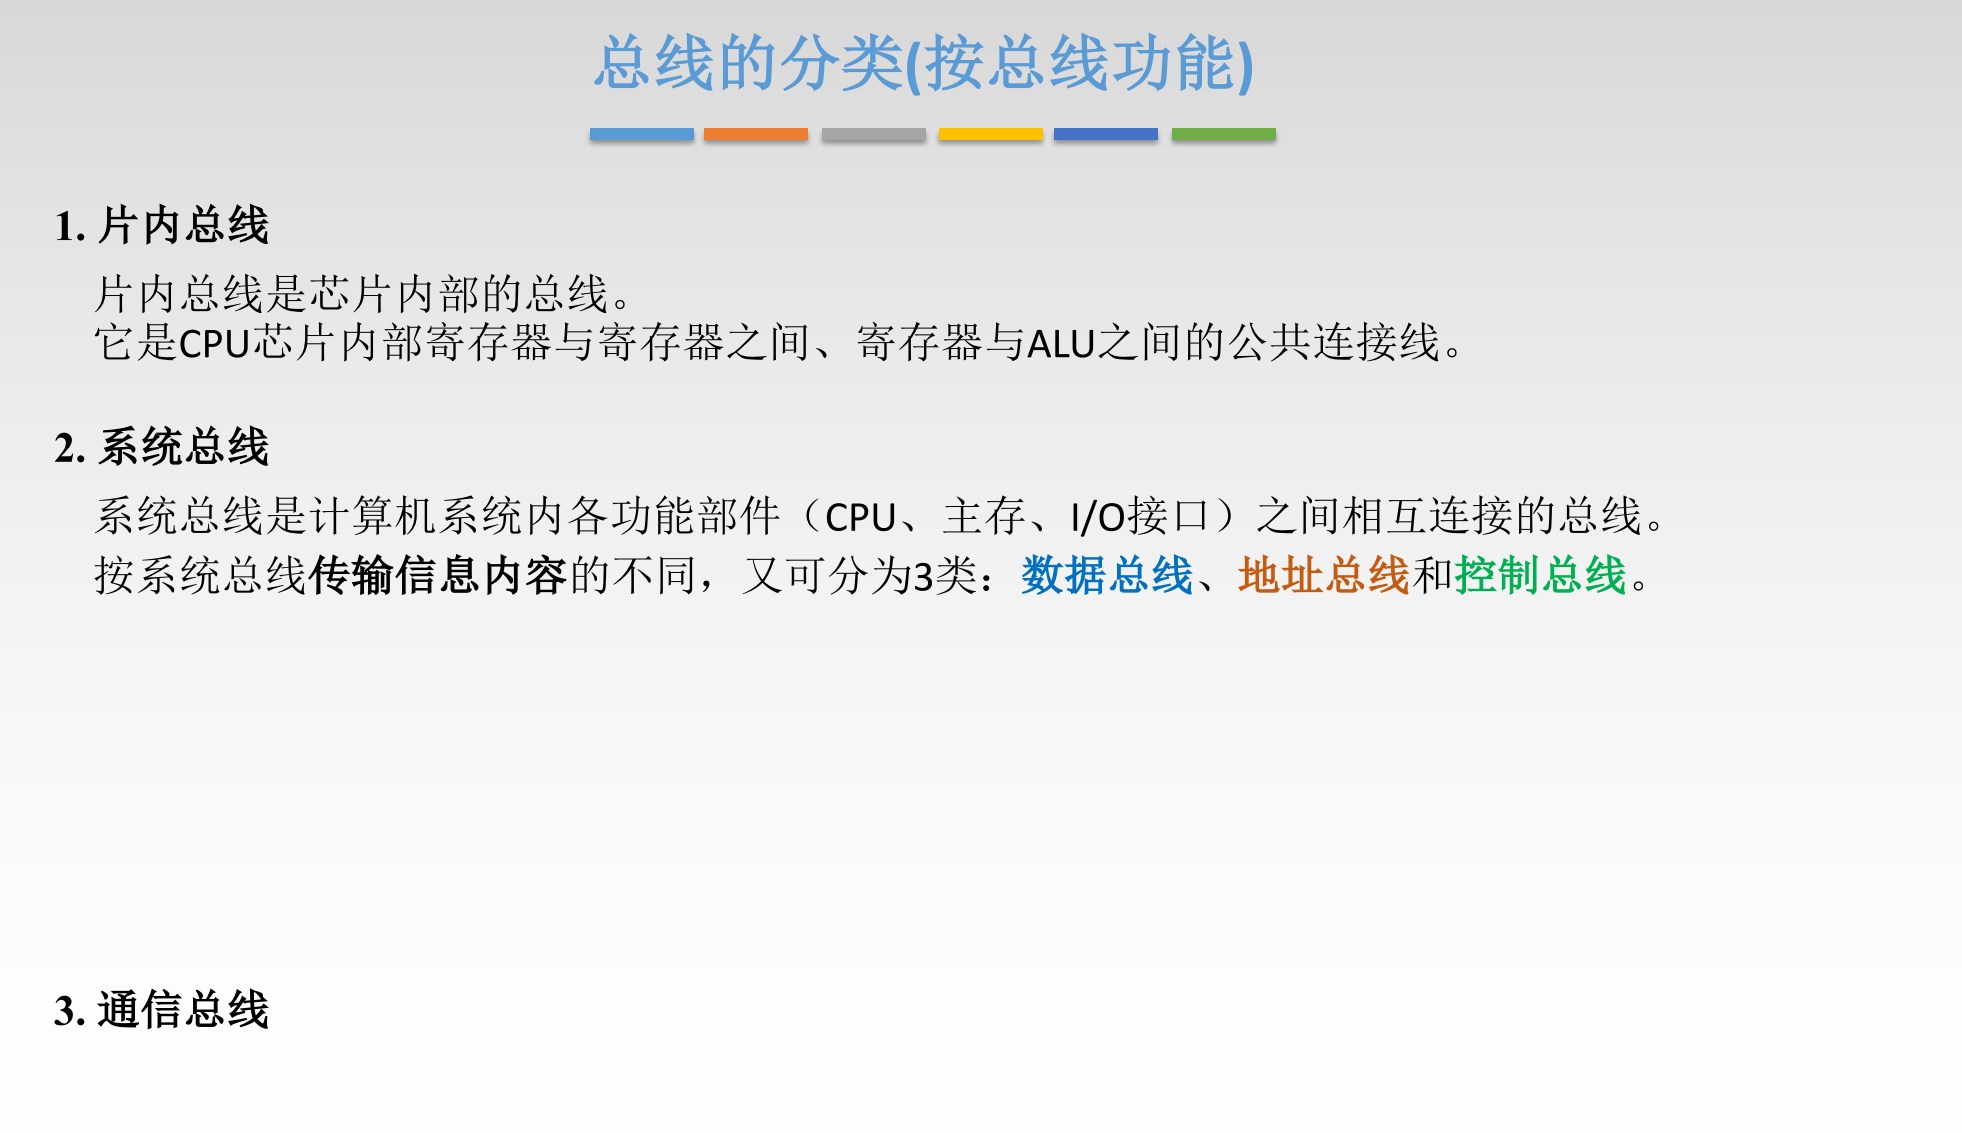 总线的分类(按总线功能)
1. 片内总线
片内总线是芯片内部的总线。
它是CPU芯片内部寄存器与寄存器之间、寄存器与ALU之间的公共连接线。
2. 系统总线
系统总线是计算机系统内各功能部件（CPU、主存、I/O接口）之间相互连接的总线。
按系统总线传输信息内容的不同，又可分为3类：数据总线、地址总线和控制总线。
3. 通信总线